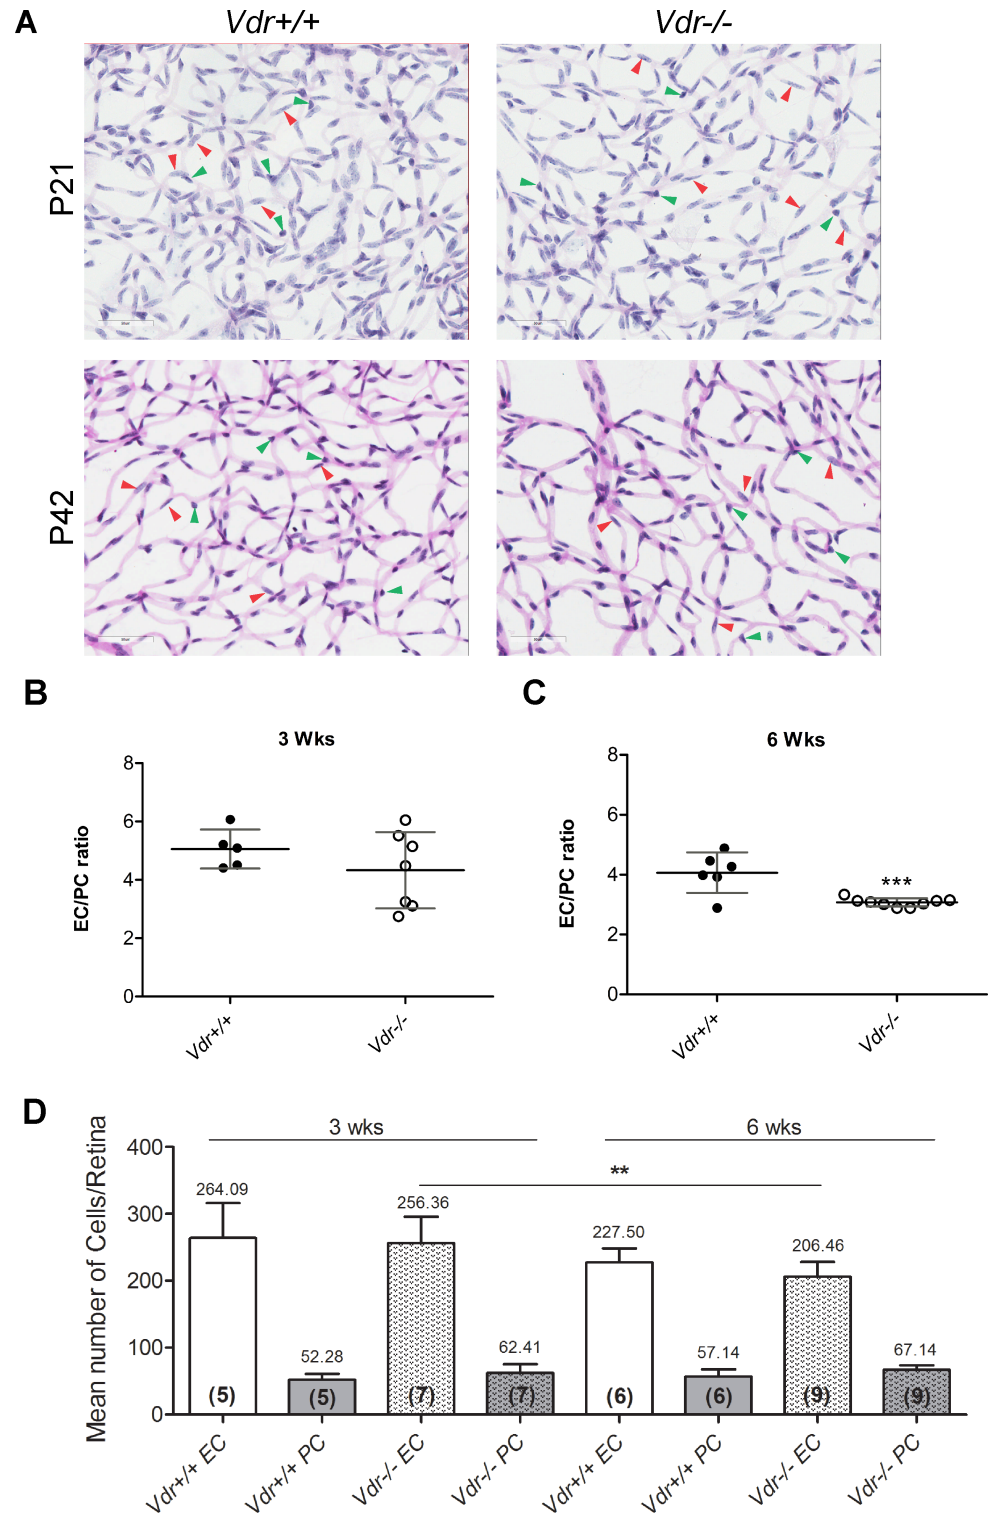 A
Vdr+/+
Vdr-/-
P21
P42
B
C
3 Wks
6 Wks
8
6
4
2
0
EC/PC ratio
Vdr+/+
Vdr-/-
8
6
4
2
0
EC/PC ratio
***
Vdr+/+
Vdr-/-
D
3 wks
6 wks
**
Mean number of Cells/Retina
400
300
200
100
0
264.09
52.28
256.36
62.41
227.50
57.14
206.46
67.14
(5)
(5)
(7)
(7)
(6)
(6)
(9)
(9)
Vdr+/+ EC
Vdr+/+ PC
Vdr-/- EC
Vdr-/- PC
Vdr+/+ EC
Vdr+/+ PC
Vdr-/- EC
Vdr-/- PC